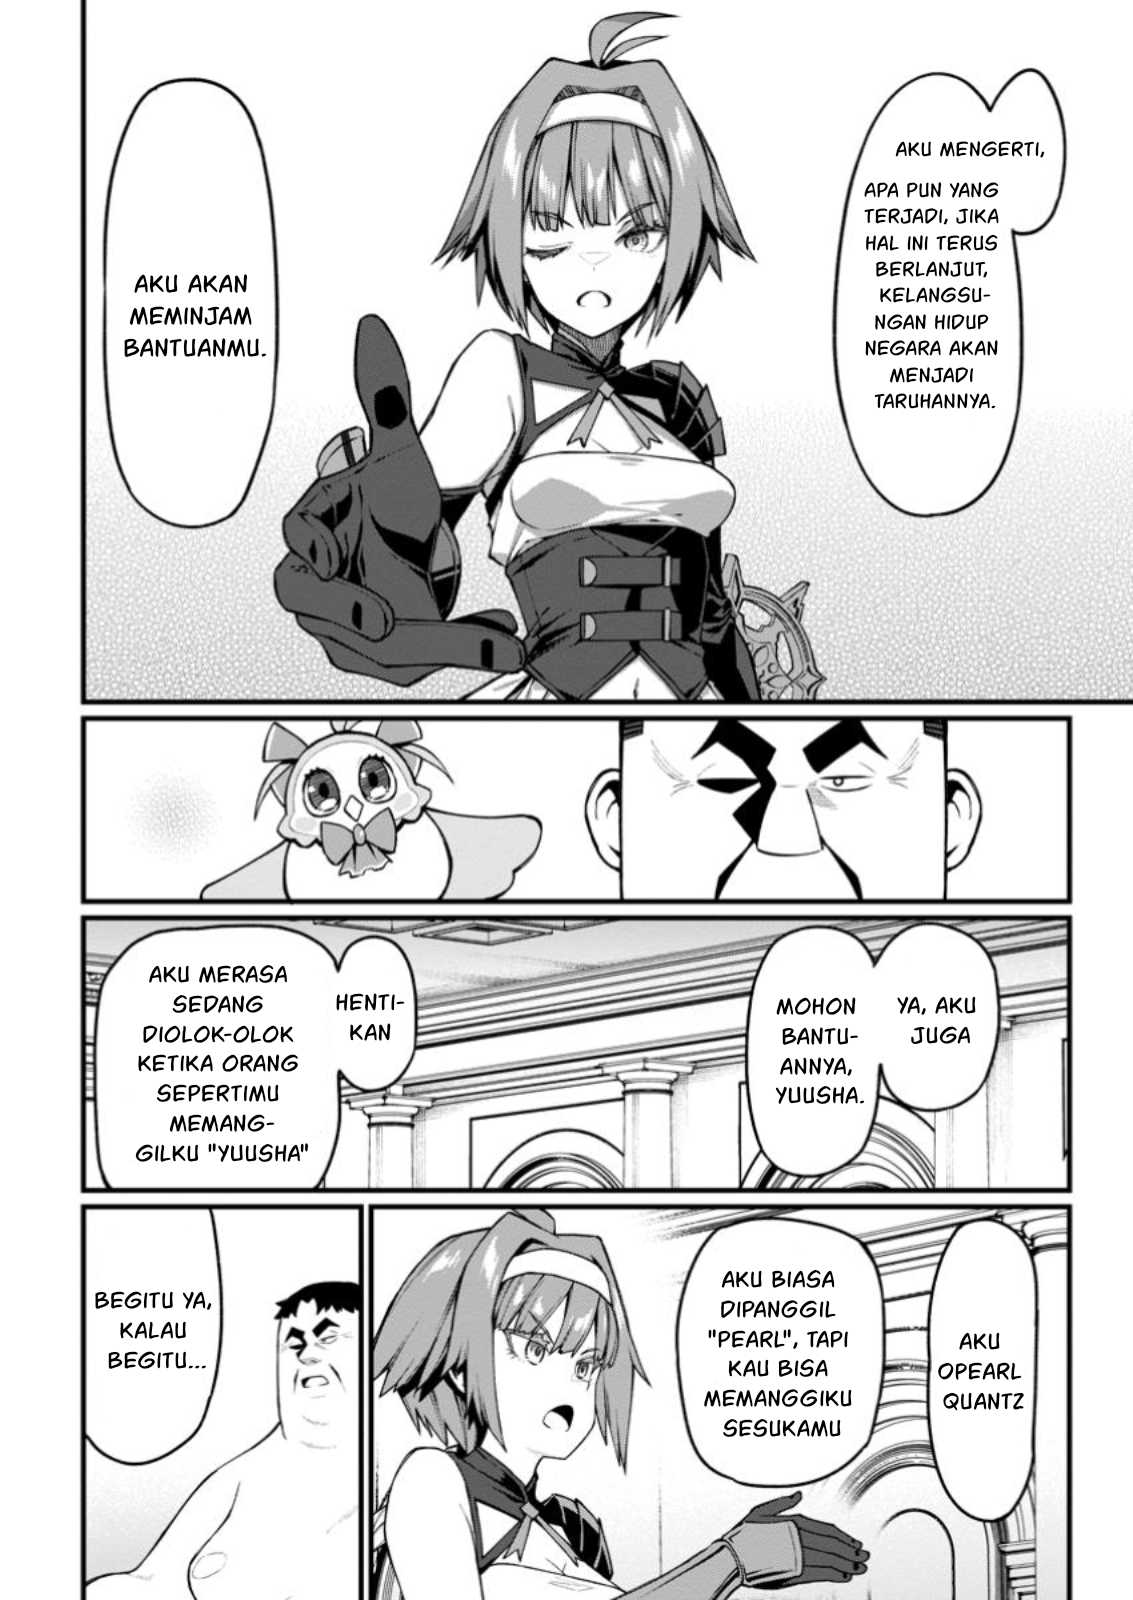 AKU MENGERTI,
APA PUN YANG
TERJADI, JIKA
HAL INI TERUS
BERLANJUT,
KELANGSU-
NGAN HIDUP
NEGARA AKAN
MENJADI
TARUHANNYA.
AKU AKAN
MEMINJAM
BANTUANMU.
YA, AKU
JUGA
MOHON
BANTU-
ANNYA,
YUUSHA.
HENTI-
KAN
AKU MERASA
SEDANG
DIOLOK-OLOK
KETIKA ORANG
SEPERTIMU
MEMANG-
GILKU "YUUSHA"
AKU
OPEARL
QUANTZ
AKU BIASA
DIPANGGIL
"PEARL", TAPI
KAU BISA
MEMANGGIKU
SESUKAMU
BEGITU YA,
KALAU
BEGITU...